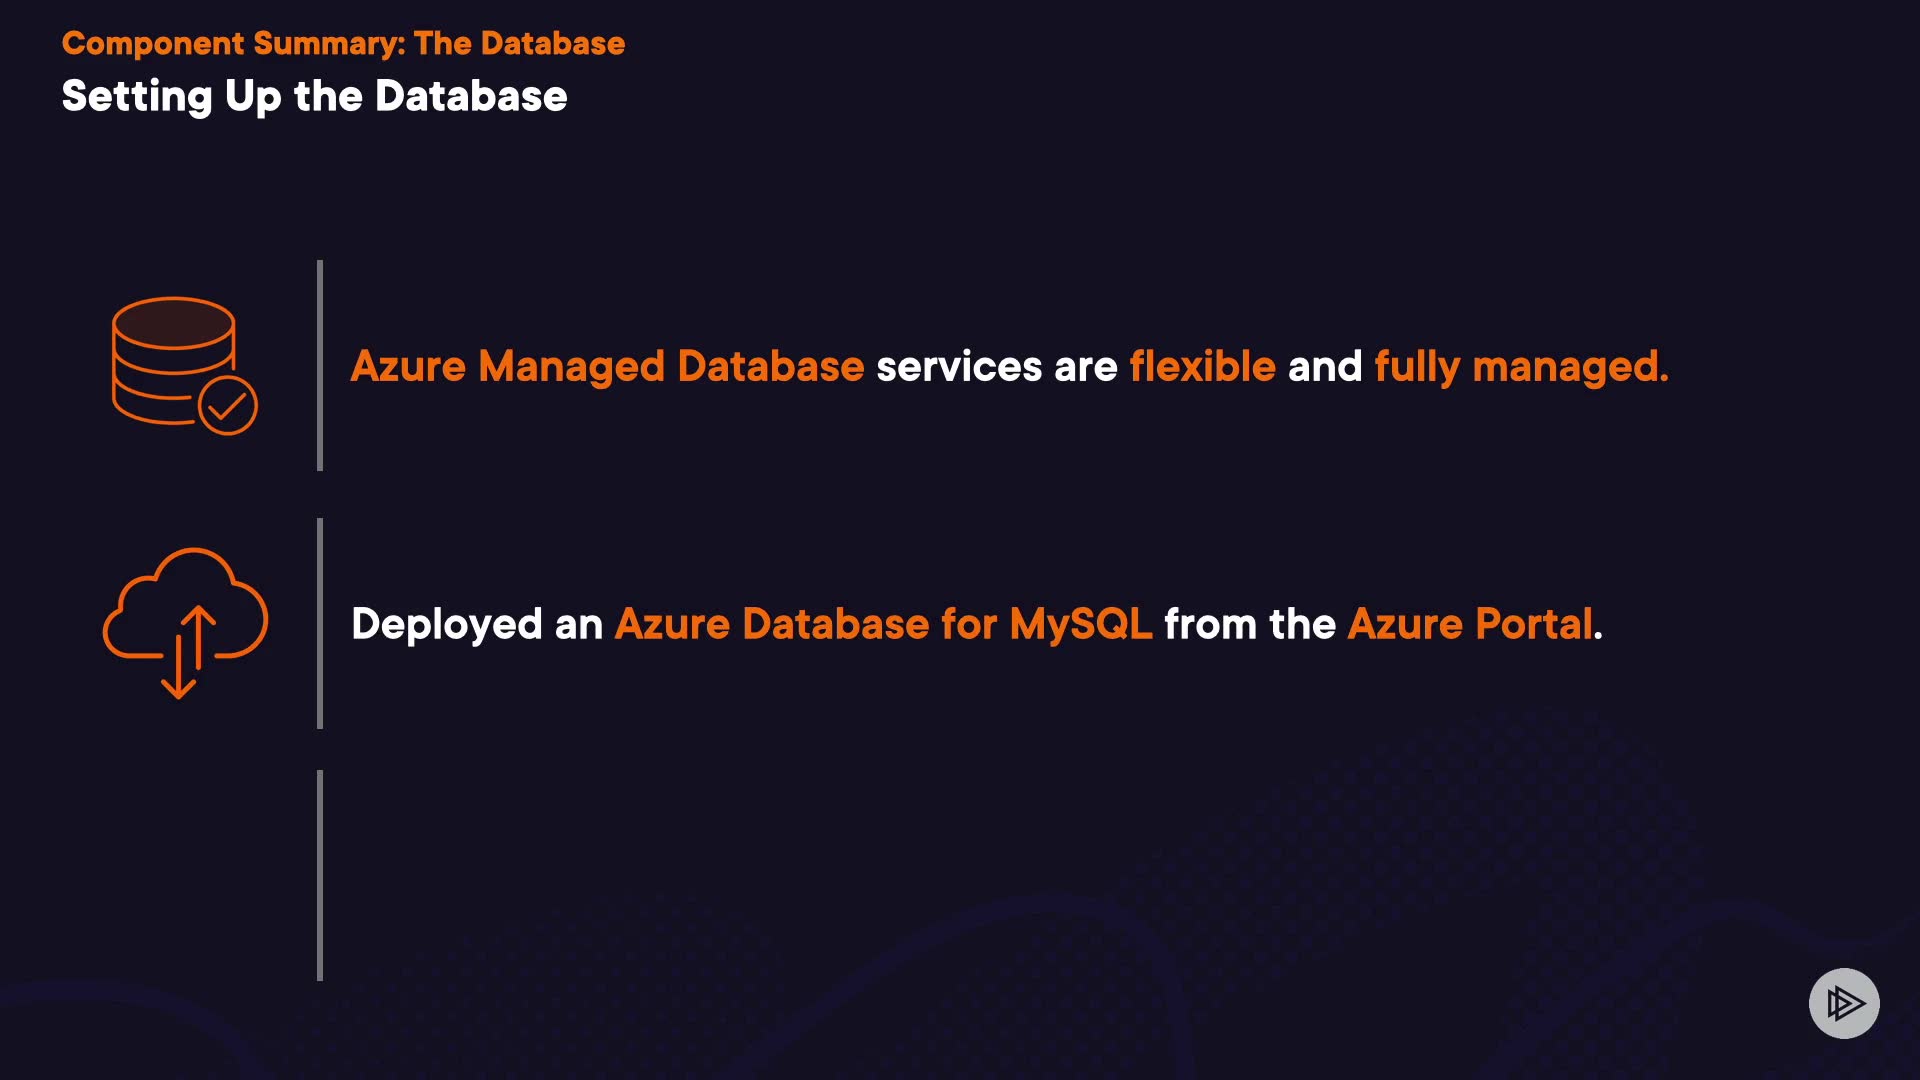 Component Summary: The Database
Setting Up the Database
Azure Managed Database services are flexible and fully managed.
Deployed an Azure Database for MySQL from the Azure Portal.